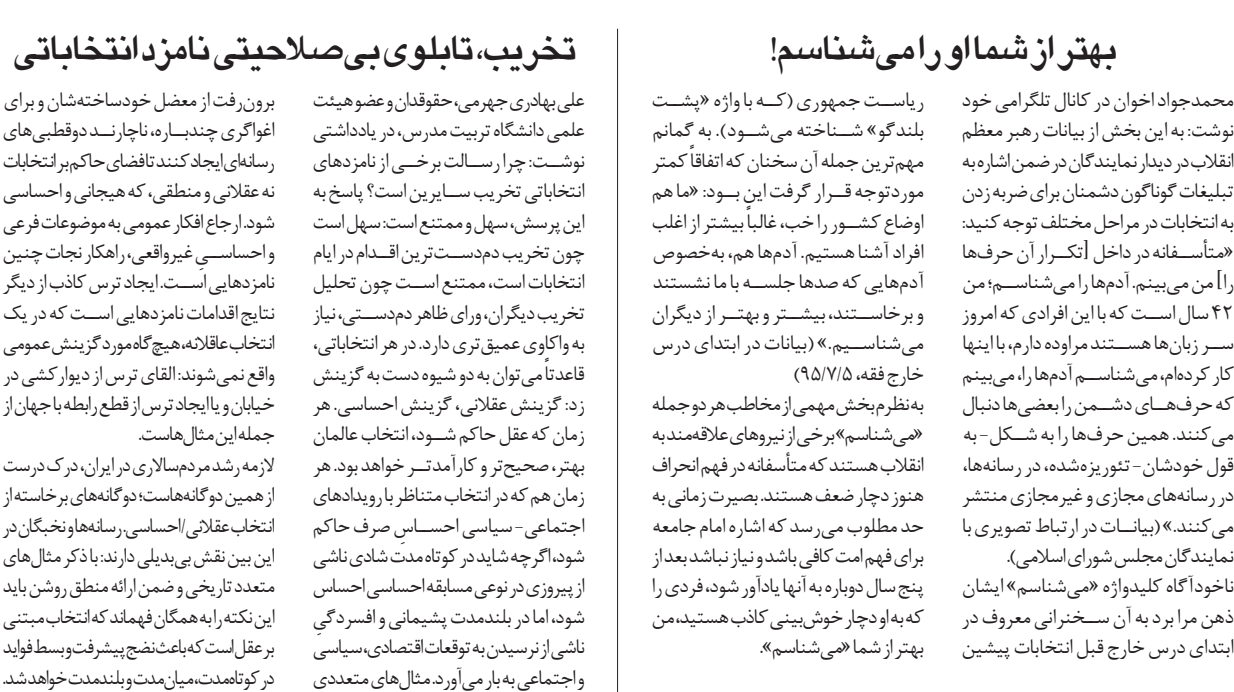 بهتر از شما او را می‌شناسم!
محمدجواد اخوان در کانال تلگرامی خود
نوشت: به این بخش از بیانات رهبر معظم
انقلاب در دیدار نمایندگان در ضمن اشاره به
تبلیغات گوناگون دشمنان برای ضربه زدن
به انتخابات در مراحل مختلف توجه کنید:
«متأسفانه در داخل [تکرار آن حرف‌ها
را] من می‌بینم. آدم‌ها را می‌شناسم؛ من
۴۲ سال است که با این افرادی که امروز
سر زبان‌ها هستند مراوده دارم، با اینها
کار کرده‌ام، می‌شناسم آدم‌ها را، می‌بینم
که حرف‌های دشمن را بعضی‌ها دنبال
می‌کنند. همین حرف‌ها را به شکل- به
قول خودشان- تئوریزه‌شده، در رسانه‌ها،
در رسانه‌های مجازی و غیرمجازی منتشر
می‌کنند.» (بیانات در ارتباط تصویری با
نمایندگان مجلس شورای اسلامی).
ناخودآگاه کلیدواژه «می‌شناسم» ایشان
ذهن مرا برد به آن سخنرانی معروف در
ابتدای درس خارج قبل انتخابات پیشین
ریاست جمهوری (که با واژه «پشت
بلندگو» شناخته می‌شود). به گمانم
مهم‌ترین جمله آن سخنان که اتفاقاً کمتر
موردتوجه قرار گرفت این بود: «ما هم
اوضاع کشور را خب، غالباً بیشتر از اغلب
افراد آشنا هستیم. آدم‌ها هم، به‌خصوص
آدم‌هایی که صدها جلسه با ما نشستند
و برخاستند، بیشتر و بهتر از دیگران
می‌شناسیم.» (بیانات در ابتدای درس
خارج فقه، ۹۵/۷/۵)
به‌نظرم بخش مهمی از مخاطب هر دو جمله
«می‌شناسم» برخی از نیروهای علاقه‌مند به
انقلاب هستند که متأسفانه در فهم انحراف
هنوز دچار ضعف هستند. بصیرت زمانی به
حد مطلوب می‌رسد که اشاره امام جامعه
برای فهم امت کافی باشد و نیاز نباشد بعد از
پنج سال دوباره به آنها یادآور شود، فردی را
که به او دچار خوش‌بینی کاذب هستید، من
بهتر از شما «می‌شناسم».
تخریب، تابلوی بی‌صلاحیتی نامزد انتخاباتی
علی بهادری جهرمی، حقوقدان و عضو هیئت
علمی دانشگاه تربیت مدرس، در یادداشتی
نوشت: چرا رسالت برخی از نامزدهای
انتخاباتی تخریب سایرین است؟ پاسخ به
این پرسش، سهل و ممتنع است: سهل است
چون تخریب دم‌دست‌ترین اقدام در ایام
انتخابات است، ممتنع است چون تحلیل
تخریب دیگران، ورای ظاهر دم‌دستی، نیاز
به واکاوی عمیق‌تری دارد. در هر انتخاباتی،
قاعدتاً می‌توان به دو شیوه دست به گزینش
زد: گزینش عقلانی، گزینش احساسی. هر
زمان که عقل حاکم شود، انتخاب عالمان
بهتر، صحیح‌تر و کارآمدتر خواهد بود. هر
زمان هم که در انتخاب متناظر با رویدادهای
اجتماعی- سیاسی احساسِ صرف حاکم
شود، اگرچه شاید در کوتاه‌مدت شادی ناشی
از پیروزی در نوعی مسابقه احساسی احساس
شود، اما در بلندمدت پشیمانی و افسردگیِ
ناشی از نرسیدن به توقعات اقتصادی، سیاسی
و اجتماعی به بار می‌آورد. مثال‌های متعددی
برون‌رفت از معضل خودساخته‌شان و برای
اغواگری چندباره، ناچارند دوقطبی‌های
رسانه‌ای ایجاد کنند تا فضای حاکم بر انتخابات
نه عقلانی و منطقی، که هیجانی و احساسی
شود. ارجاع افکار عمومی به موضوعات فرعی
و احساسیِ غیرواقعی، راهکار نجات چنین
نامزدهایی است. ایجاد ترس کاذب از دیگر
نتایج اقدامات نامزدهایی است که در یک
انتخاب عاقلانه، هیچ‌گاه مورد گزینش عمومی
واقع نمی‌شوند: القای ترس از دیوارکشی در
خیابان و یا ایجاد ترس از قطع رابطه با جهان از
جمله این مثال‌هاست.
لازمه رشد مردم‌سالاری در ایران، درک درست
از همین دوگانه‌هاست؛ دوگانه‌های برخاسته از
انتخاب عقلانی/احساسی. رسانه‌ها و نخبگان در
این بین نقش بی‌بدیلی دارند: با ذکر مثال‌های
متعدد تاریخی و ضمن ارائه منطق روشن باید
این نکته را به همگان فهماند که انتخاب مبتنی
بر عقل است که باعث نضج پیشرفت و بسط فواید
در کوتاه‌مدت، میان‌مدت و بلندمدت خواهد شد.